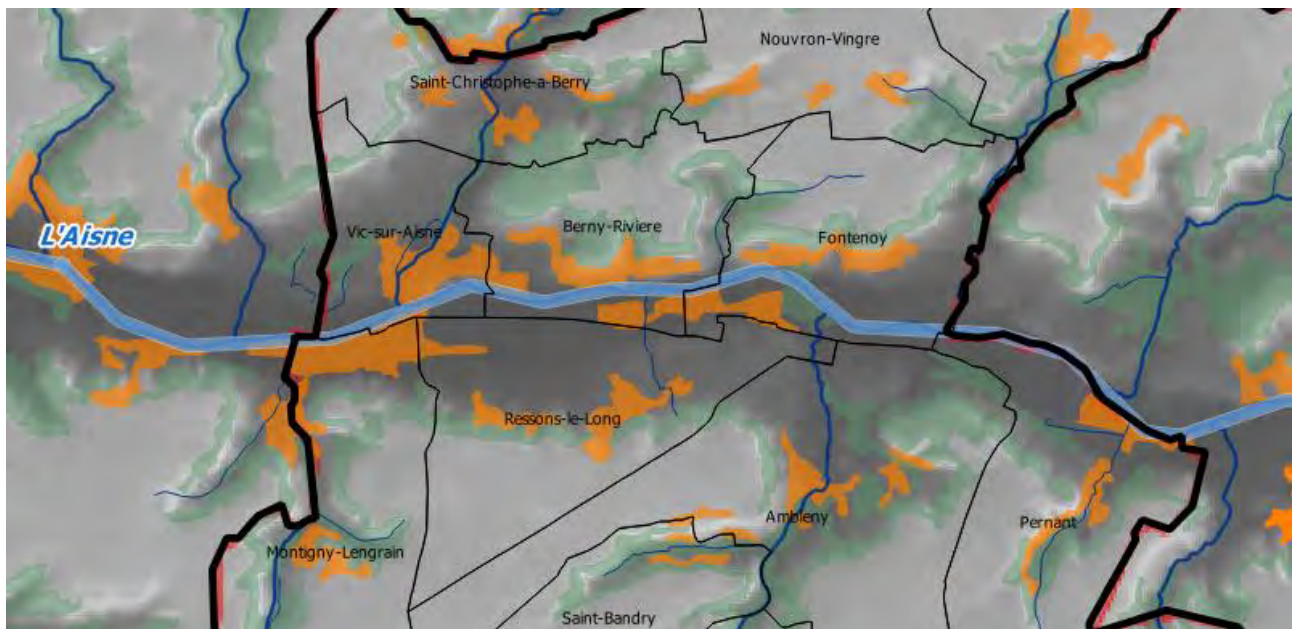 Nouvron-Vingre
Saint-Christophe-a-Berry
L'Aisne
Vic-sur-Aisne
Berny-Riviere
Fontenoy
Ressons-le-Long
Ambleny
Pernant
Montigny-Lengrain
Saint-Bandry